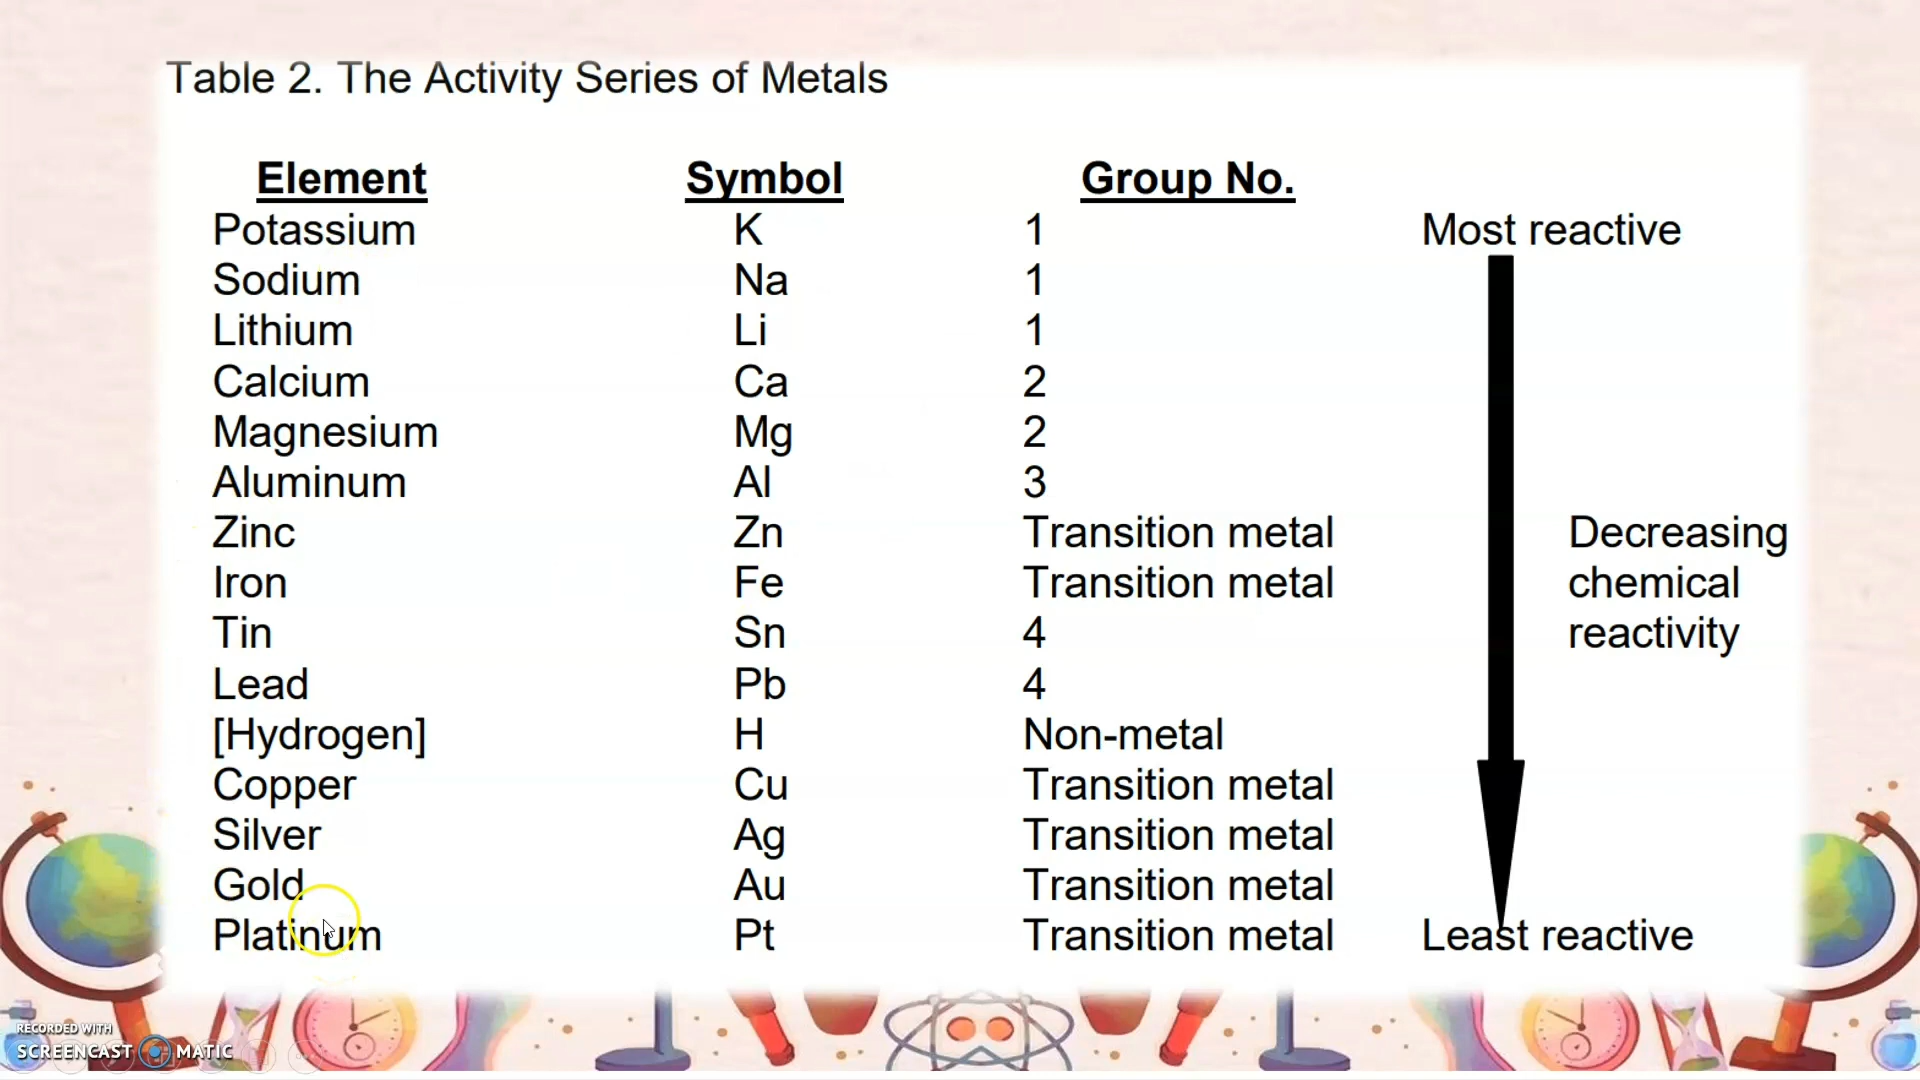 Table 2. The Activity Series of Metals
Element Symbol Group No.
Potassium K 1 Most reactive
Sodium Na 1
Lithium Li 1
Calcium Ca 2
Magnesium Mg 2
Aluminum Al 3
Zinc Zn Transition metal Decreasing
Iron Fe Transition metal chemical
Tin Sn 4 reactivity
Lead Pb 4
[Hydrogen] H Non-metal
Copper Cu Transition metal
Silver Ag Transition metal
Gold Au Transition metal
Platinum Pt Transition metal Least reactive
RECORDED WITH
SCREENCAST MATIC